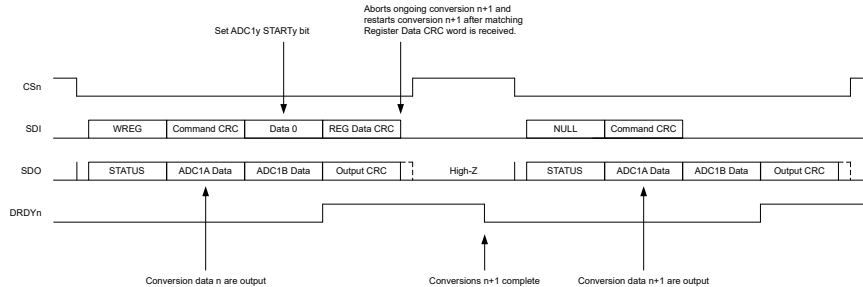 Aborts ongoing conversion n+1 and
restarts conversion n+1 after matching
Register Data CRC word is received.
Set ADC1y STARTy bit
CSn
SDI WREG Command CRC Data 0 REG Data CRC NULL Command CRC
SDO STATUS ADC1A Data ADC1B Data Output CRC High-Z STATUS ADC1A Data ADC1B Data Output CRC
DRDYn
Conversion data n are output Conversions n+1 complete Conversion data n+1 are output